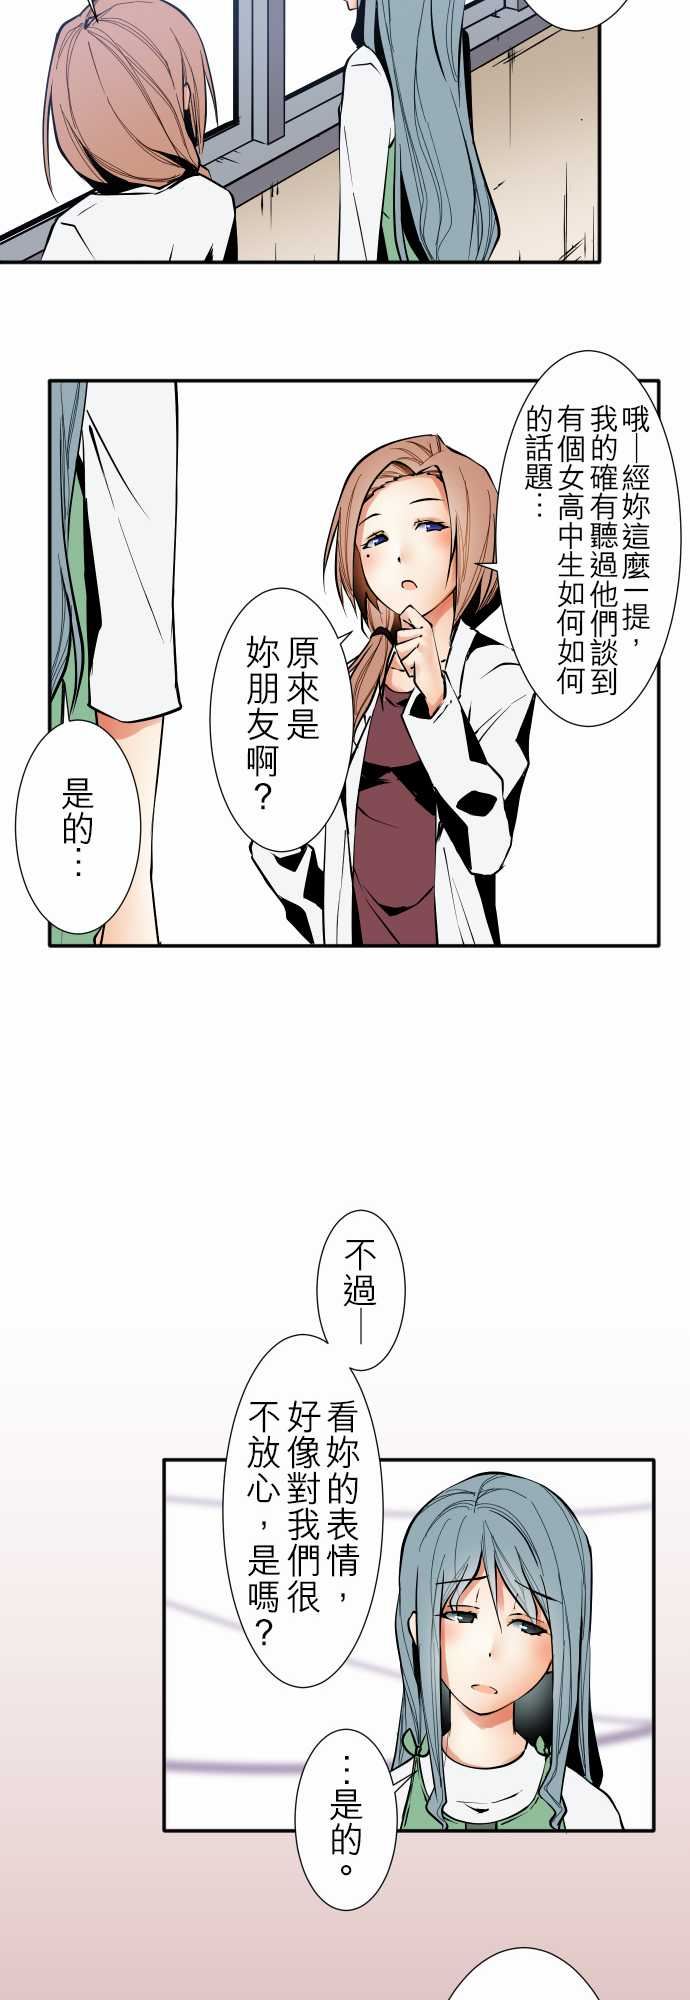 哦—經妳這麼一提，
我的確有聽過他們談到
有個女高中生如何如何
的話題…
原來是
妳朋友啊？
是的…
不過—
看妳的表情，
好像對我們很
不放心，是嗎？
…是的。